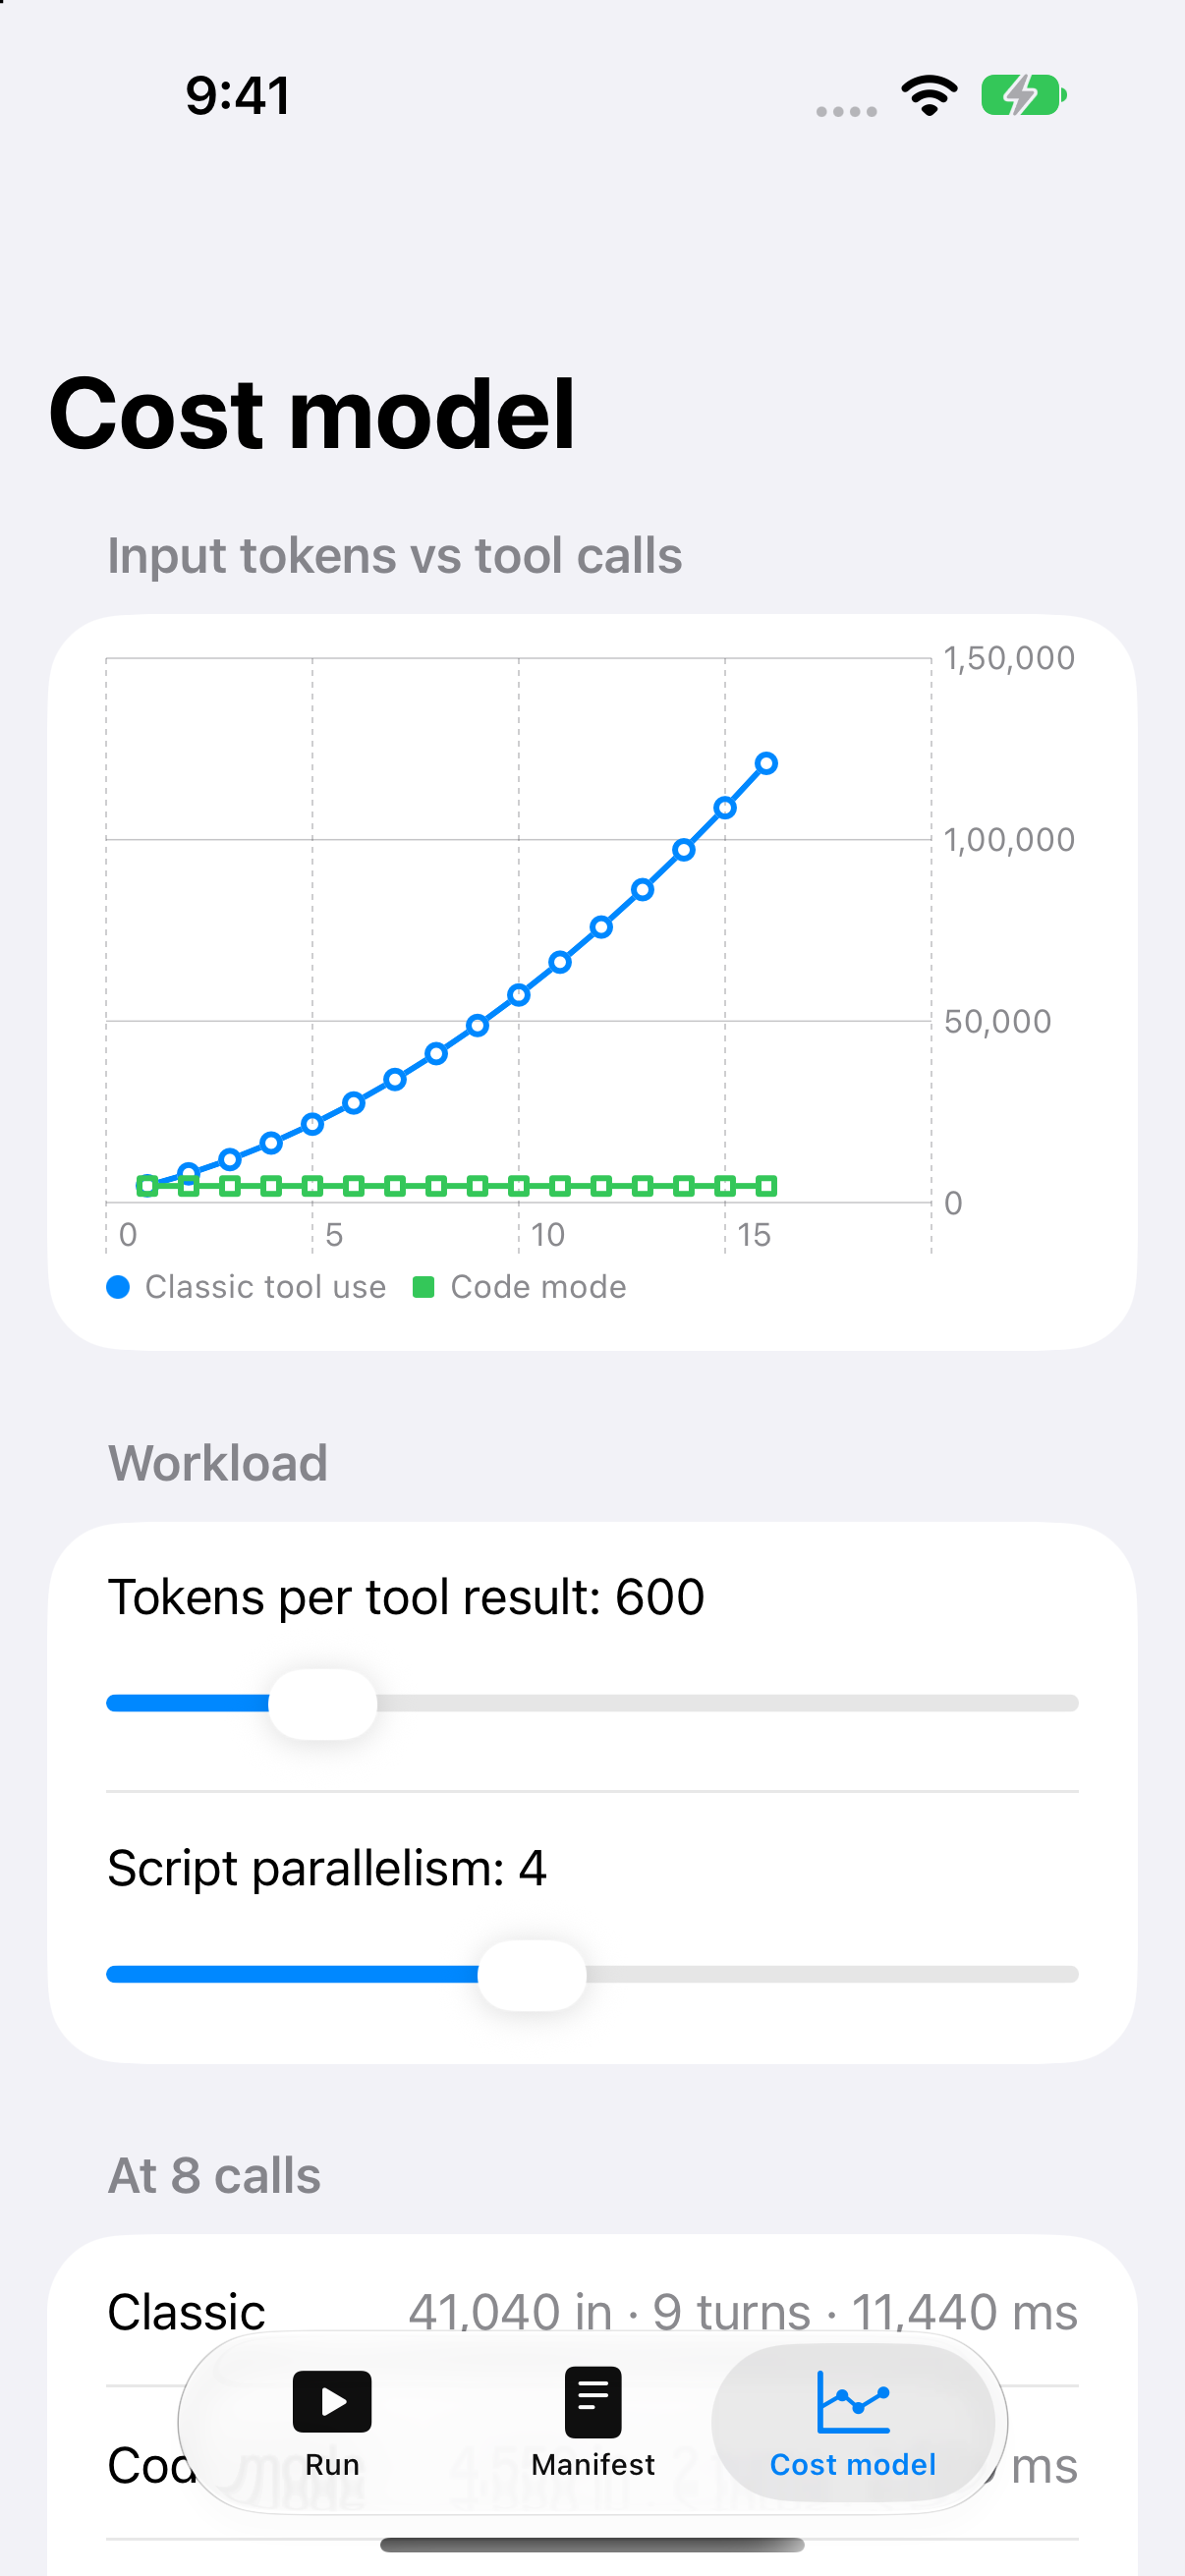 9:41
Cost model
Input tokens vs tool calls
1,50,000
1,00,000
50,000
0
0 5 10 15
Classic tool use Code mode
Workload
Tokens per tool result: 600
Script parallelism: 4
At 8 calls
Classic 41,040 in · 9 turns · 11,440 ms
ms
Run Manifest Cost model